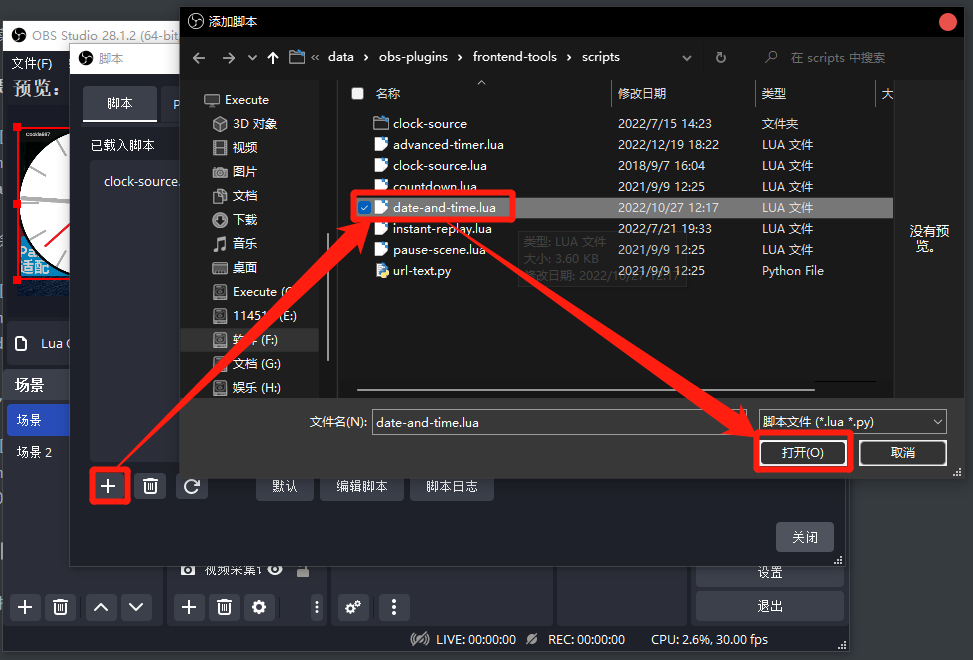 添加脚本
OBS Studio 28.1.2 (64-bit
脚本
« data › obs-plugins › frontend-tools › scripts
在 scripts 中搜索
文件(F)
预览：
脚本
P
已载入脚本
clock-source.
Execute
3D 对象
视频
图片
文档
下载
音乐
桌面
Execute (
11451 (E:)
软件 (F:)
文档 (G:)
娱乐 (H:)
名称
修改日期
类型
大
clock-source
2022/7/15 14:23
文件夹
advanced-timer.lua
2022/12/19 18:22
LUA 文件
clock-source.lua
2018/9/7 16:04
LUA 文件
countdown.lua
2021/9/9 12:25
LUA 文件
date-and-time.lua
2022/10/27 12:17
LUA 文件
instant-replay.lua
2022/7/21 19:33
LUA 文件
pause-scene.lua
2021/9/9 12:25
LUA 文件
url-text.py
2021/9/9 12:25
Python File
类型: LUA 文件
大小: 3.60 KB
修改日期: 2022/10/27 12:17
没有预
览。
适配
Lua
场景
场景
场景 2
文件名(N):
date-and-time.lua
脚本文件 (*.lua *.py)
打开(O)
取消
默认
编辑脚本
脚本日志
关闭
视频采集
设置
退出
LIVE: 00:00:00
REC: 00:00:00
CPU: 2.6%, 30.00 fps